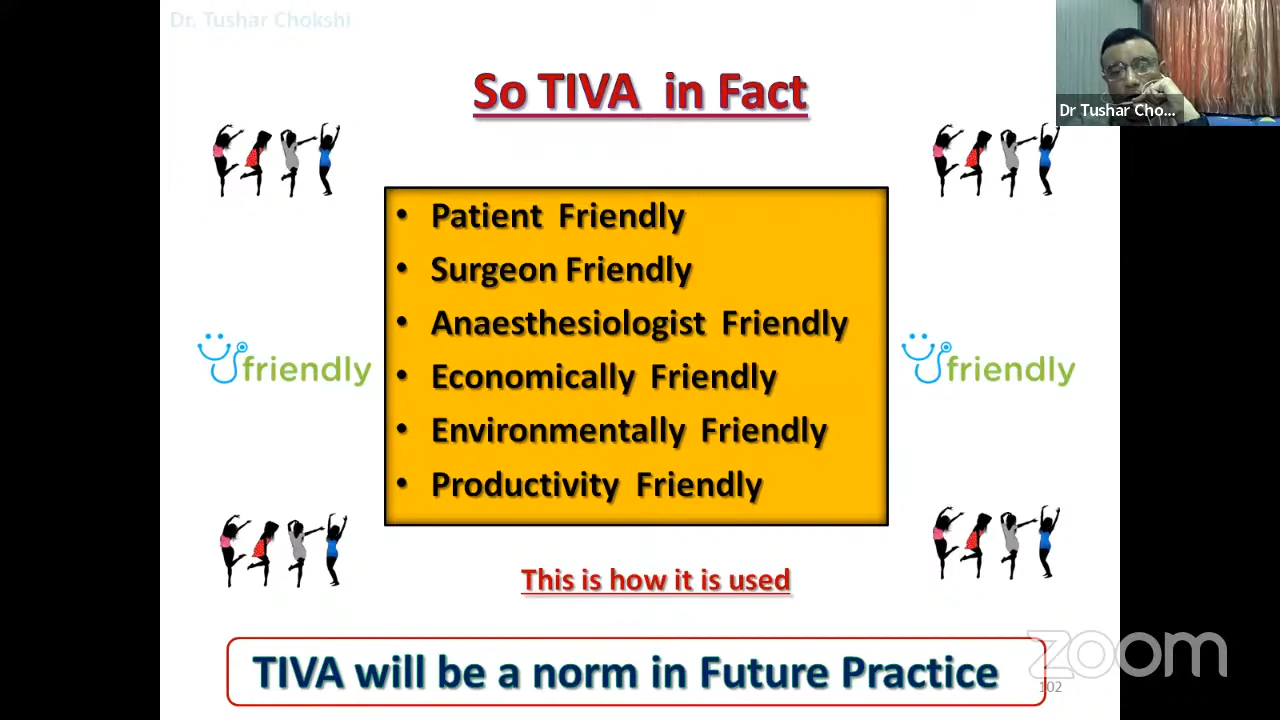 Dr. Tushar Chokshi
So TIVA in Fact
Dr Tushar Cho...
• Patient Friendly
• Surgeon Friendly
• Anaesthesiologist Friendly
• Economically Friendly
• Environmentally Friendly
• Productivity Friendly
friendly
friendly
This is how it is used
TIVA will be a norm in Future Practice
zoom
102